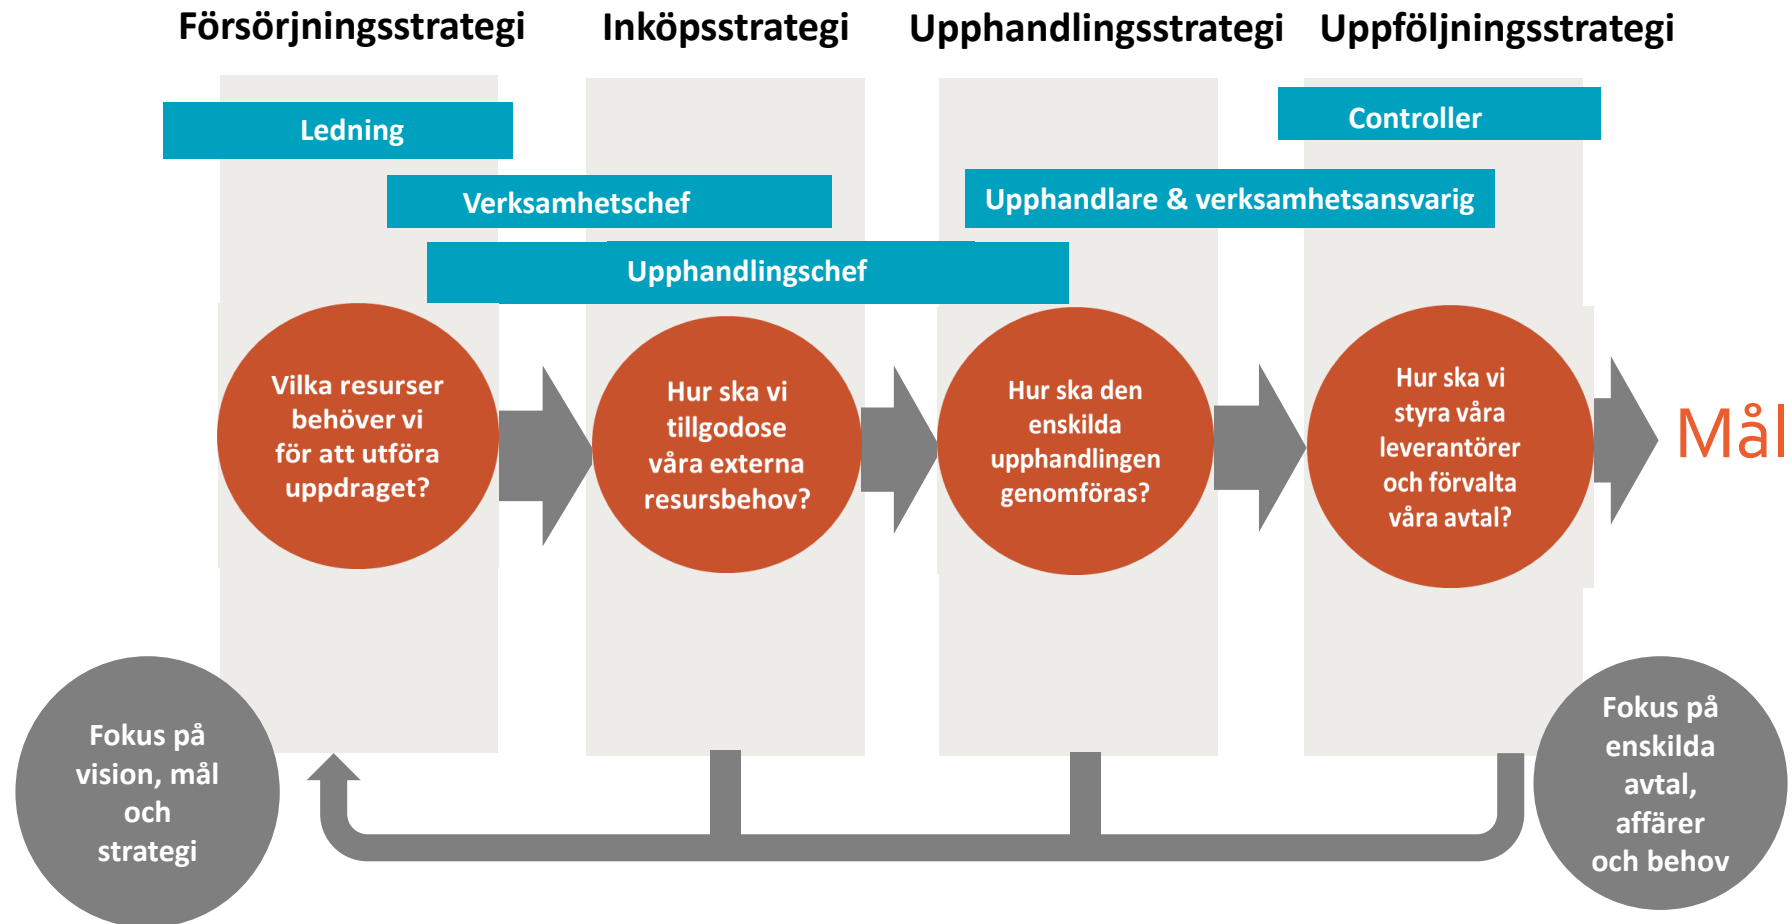 Försörjningsstrategi
Inköpsstrategi
Upphandlingsstrategi
Uppföljningsstrategi
Ledning
Controller
Verksamhetschef
Upphandlare & verksamhetsansvarig
Upphandlingschef
Vilka resurser
behöver vi
för att utföra
uppdraget?
Hur ska vi
tillgodose
våra externa
resursbehov?
Hur ska den
enskilda
upphandlingen
genomföras?
Hur ska vi
styra våra
leverantörer
och förvalta
våra avtal?
Mål
Fokus på
vision, mål
och
strategi
Fokus på
enskilda
avtal,
affärer
och behov